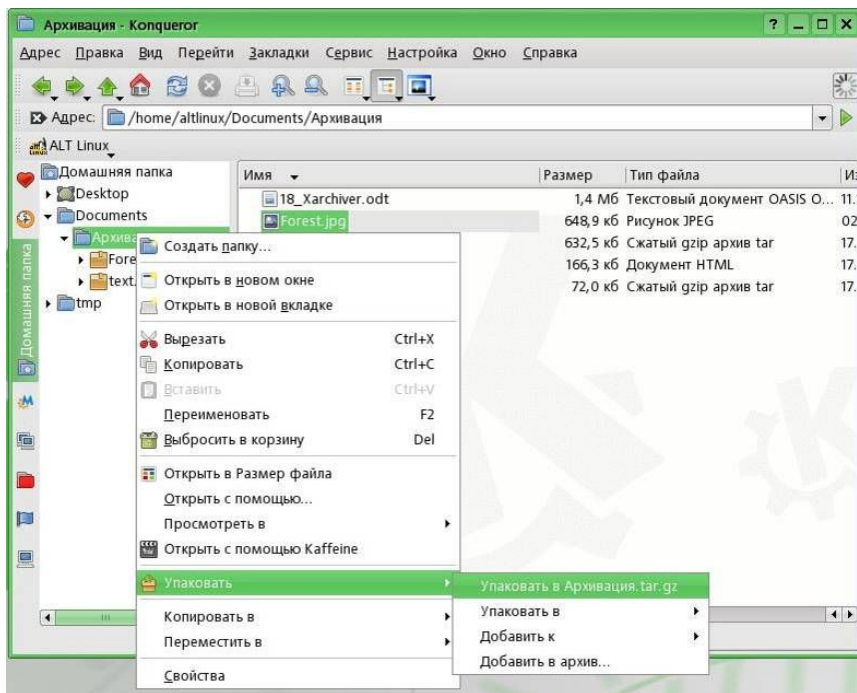 Архивация - Konqueror
Адрес Правка Вид Перейти Закладки Сервис Настройка Окно Справка
Адрес: /home/altlinux/Documents/Архивация
ALT Linux
Домашняя папка
Домашняя папка
Desktop
Documents
Архива
Fore
text.
tmp
Имя Размер Тип файла Из
18_Xarchiver.odt 1,4 Мб Текстовый документ OASIS O... 11.
Forest.jpg 648,9 кб Рисунок JPEG 02
632,5 кб Сжатый gzip архив tar 17.
166,3 кб Документ HTML 17.
72,0 кб Сжатый gzip архив tar 17.
Создать папку...
Открыть в новом окне
Открыть в новой вкладке
Вырезать Ctrl+X
Копировать Ctrl+C
Вставить Ctrl+V
Переименовать F2
Выбросить в корзину Del
Открыть в Размер файла
Открыть с помощью...
Просмотреть в
Открыть с помощью Kaffeine
Упаковать
Копировать в
Переместить в
Свойства
Упаковать в Архивация.tar.gz
Упаковать в
Добавить к
Добавить в архив...